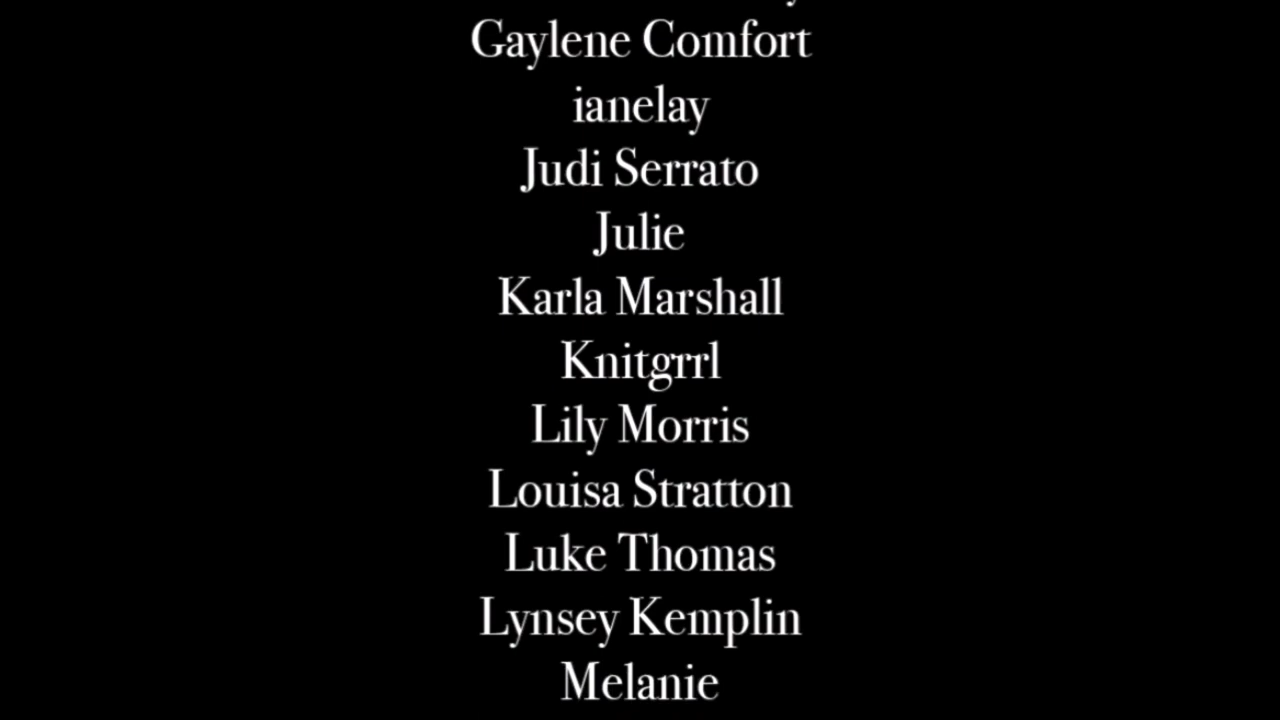 Gaylene Comfort
ianelay
Judi Serrato
Julie
Karla Marshall
Knitgrrl
Lily Morris
Louisa Stratton
Luke Thomas
Lynsey Kemplin
Melanie